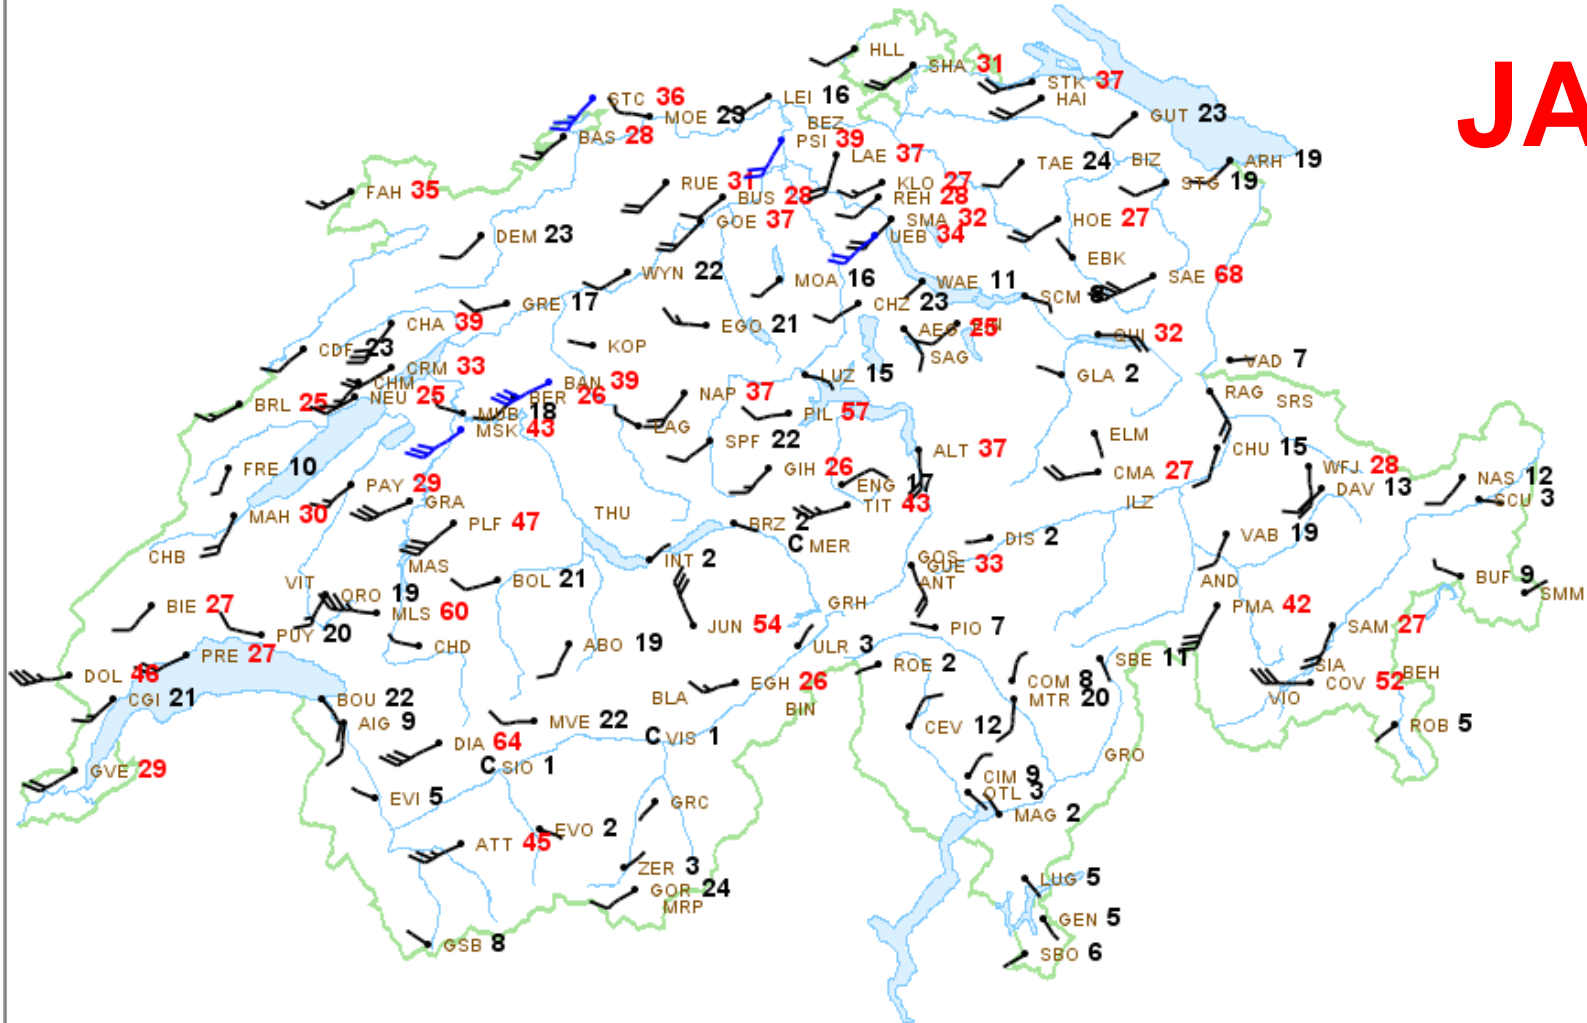 HLL
JA
SHA 31
STK 37
HAI
STC 36
MOE 29
LEI 16
BEZ
GUT 23
BAS 28
PSI 39
LAE 37
TAE 24
BIZ
ARH 19
FAH 35
RUE 31
BUS 28
KLO 27
REH 28
STG 19
GOE 37
SMA 32
HOE 27
DEM 23
UEB 34
EBK
WYN 22
MOA 16
WAE 11
SCM 8
SAE 68
GRE 17
CHZ 23
CHA 39
EGO 21
AEG 25
QUI 32
CDF 23
KOP
SAG
VAD 7
CRM 33
LUZ 15
GLA 2
CHM
BAN 39
NAP 37
RAG
BRL 25
NEU 25
BER 26
SRS
MUB 18
PIL 57
MSK 43
LAG
SPF 22
ALT 37
ELM
CHU 15
FRE 10
GIH 26
CMA 27
WFJ 28
PAY 29
ENG 17
DAV 13
NAS 12
GRA
TIT 43
ILZ
SCU 3
MAH 30
PLF 47
THU
BRZ 2
VAB 19
CHB
C MER
DIS 2
MAS
INT 2
GOS
GUE 33
VIT
BOL 21
ANT
AND
BUF 9
ORO 19
SMM
BIE 27
MLS 60
GRH
PMA 42
PUY 20
JUN 54
PIO 7
SAM 27
PRE 27
CHD
ABO 19
ULR 3
ROE 2
SBE 11
DOL 46
EGH 26
COM 8
SIA
BEH
CGI 21
BOU 22
BLA
BIN
MTR 20
VIO
COV 52
AIG 9
MVE 22
CEV 12
ROB 5
DIA 64
C VIS 1
GRO
GVE 29
C SIO 1
CIM 9
EVI 5
GRC
OTL 3
MAG 2
ATT 45
EVO 2
ZER 3
LUG 5
GOR 24
MRP
GEN 5
GSB 8
SBO 6